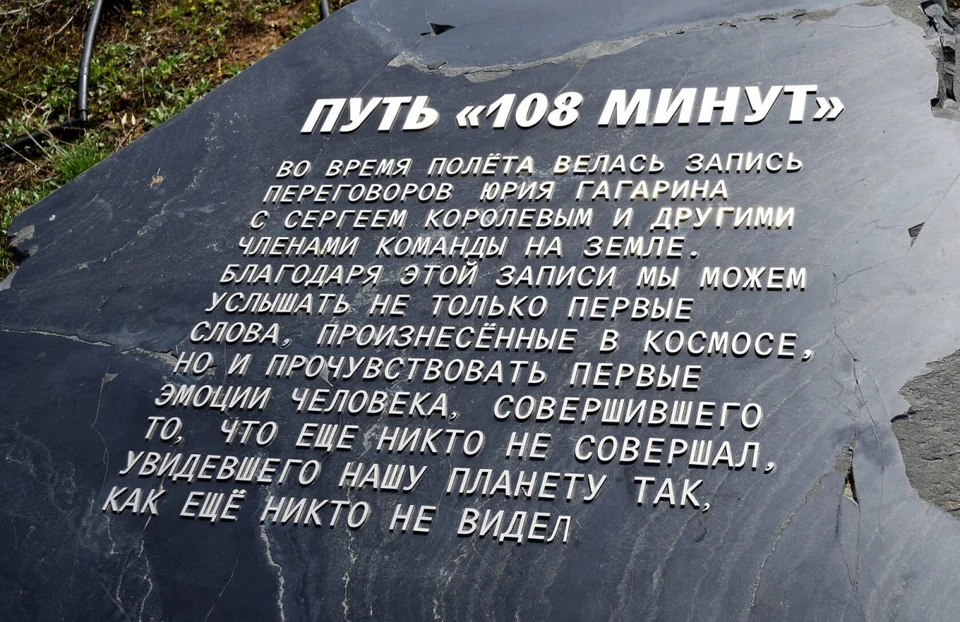 ПУТЬ «108 МИНУТ»
ВО ВРЕМЯ ПОЛЁТА ВЕЛАСЬ ЗАПИСЬ
ПЕРЕГОВОРОВ ЮРИЯ ГАГАРИНА
С СЕРГЕЕМ КОРОЛЕВЫМ И ДРУГИМИ
ЧЛЕНАМИ КОМАНДЫ НА ЗЕМЛЕ.
БЛАГОДАРЯ ЭТОЙ ЗАПИСИ МЫ МОЖЕМ
УСЛЫШАТЬ НЕ ТОЛЬКО ПЕРВЫЕ
СЛОВА, ПРОИЗНЕСЁННЫЕ В КОСМОСЕ,
НО И ПРОЧУВСТВОВАТЬ ПЕРВЫЕ
ЭМОЦИИ ЧЕЛОВЕКА, СОВЕРШИВШЕГО
ТО, ЧТО ЕЩЕ НИКТО НЕ СОВЕРШАЛ,
УВИДЕВШЕГО НАШУ ПЛАНЕТУ ТАК,
КАК ЕЩЁ НИКТО НЕ ВИДЕЛ